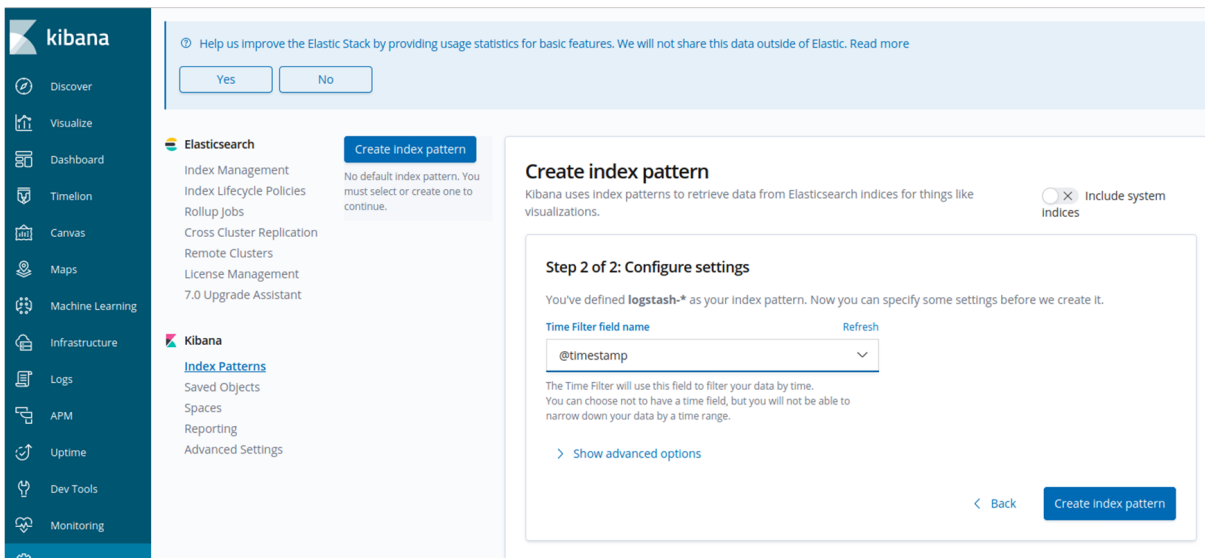 kibana
Discover
Visualize
Dashboard
Timelion
Canvas
Maps
Machine Learning
Infrastructure
Logs
APM
Uptime
Dev Tools
Monitoring
Help us improve the Elastic Stack by providing usage statistics for basic features. We will not share this data outside of Elastic. Read more
Yes
No
Elasticsearch
Index Management
Index Lifecycle Policies
Rollup Jobs
Cross Cluster Replication
Remote Clusters
License Management
7.0 Upgrade Assistant
Kibana
Index Patterns
Saved Objects
Spaces
Reporting
Advanced Settings
Create index pattern
No default index pattern. You
must select or create one to
continue.
Create index pattern
Kibana uses index patterns to retrieve data from Elasticsearch indices for things like
visualizations.
Include system
indices
Step 2 of 2: Configure settings
You've defined logstash-* as your index pattern. Now you can specify some settings before we create it.
Time Filter field name
Refresh
@timestamp
The Time Filter will use this field to filter your data by time.
You can choose not to have a time field, but you will not be able to
narrow down your data by a time range.
Show advanced options
Back
Create index pattern